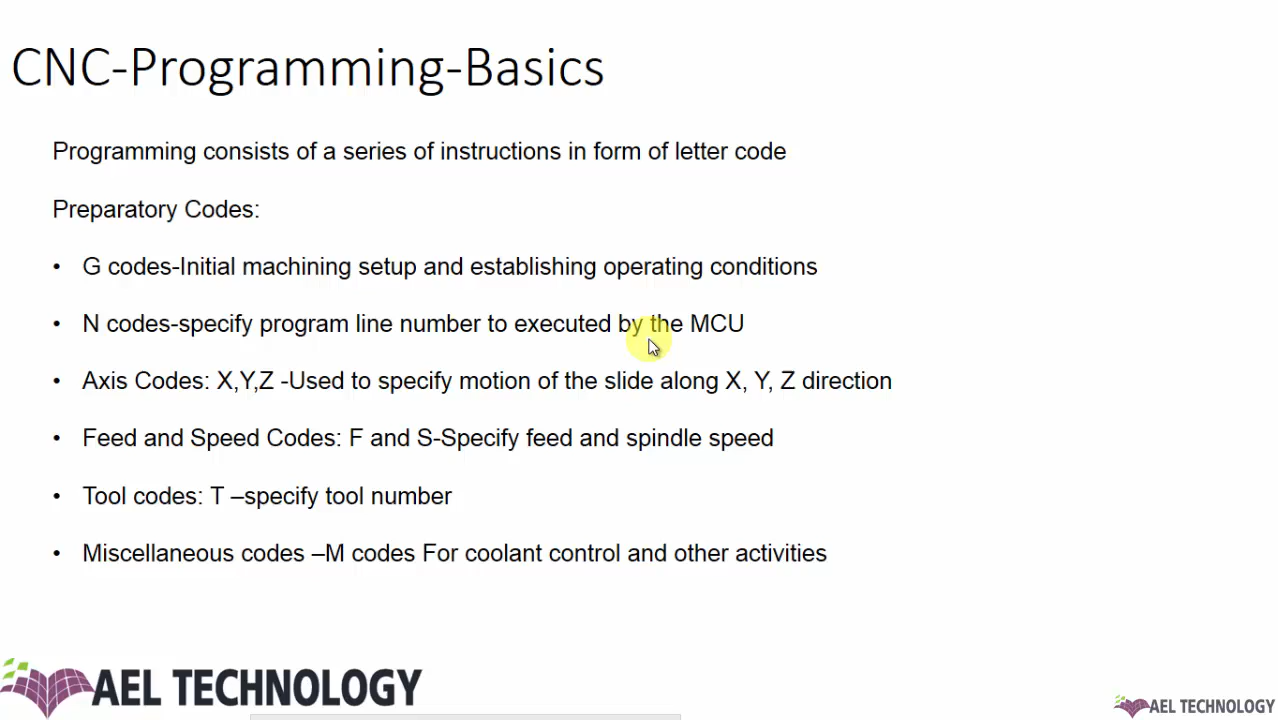 CNC-Programming-Basics
Programming consists of a series of instructions in form of letter code
Preparatory Codes:
• G codes-Initial machining setup and establishing operating conditions
• N codes-specify program line number to executed by the MCU
• Axis Codes: X,Y,Z -Used to specify motion of the slide along X, Y, Z direction
• Feed and Speed Codes: F and S-Specify feed and spindle speed
• Tool codes: T –specify tool number
• Miscellaneous codes –M codes For coolant control and other activities
AEL TECHNOLOGY
AEL TECHNOLOGY